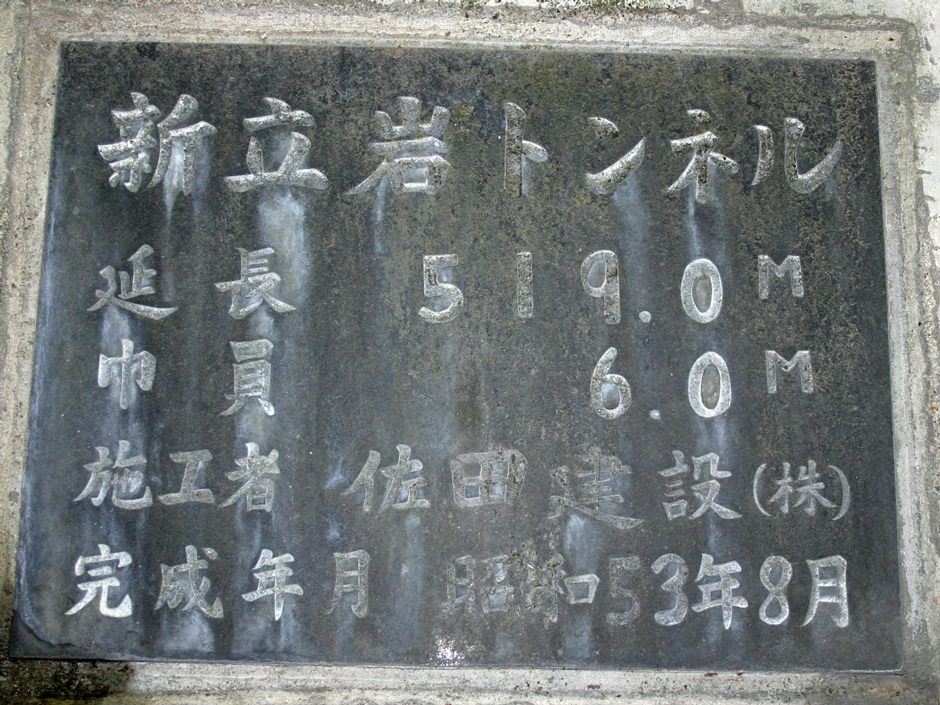 新立岩トンネル
延長 519.0M
巾員 6.0M
施工者 佐田建設(株)
完成年月 昭和53年8月